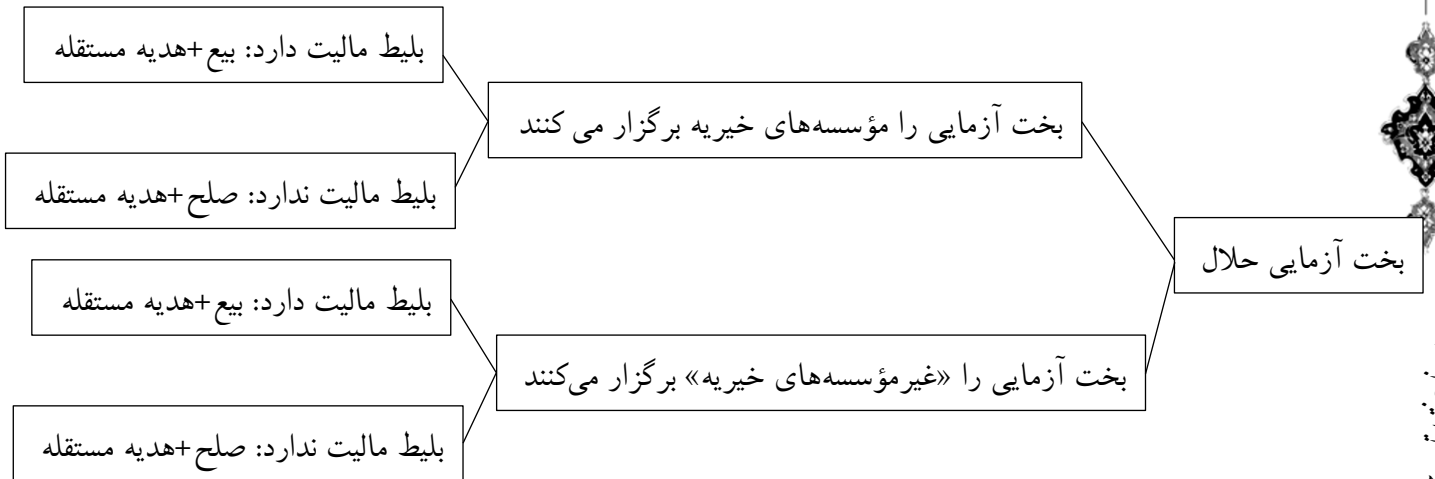 بخت آزمایی حلال
بخت آزمایی را مؤسسه‌های خیریه برگزار می کنند
بلیط مالیت دارد: بیع+هدیه مستقله
بلیط مالیت ندارد: صلح+هدیه مستقله
بخت آزمایی را «غیرمؤسسه‌های خیریه» برگزار می‌کنند
بلیط مالیت دارد: بیع+هدیه مستقله
بلیط مالیت ندارد: صلح+هدیه مستقله